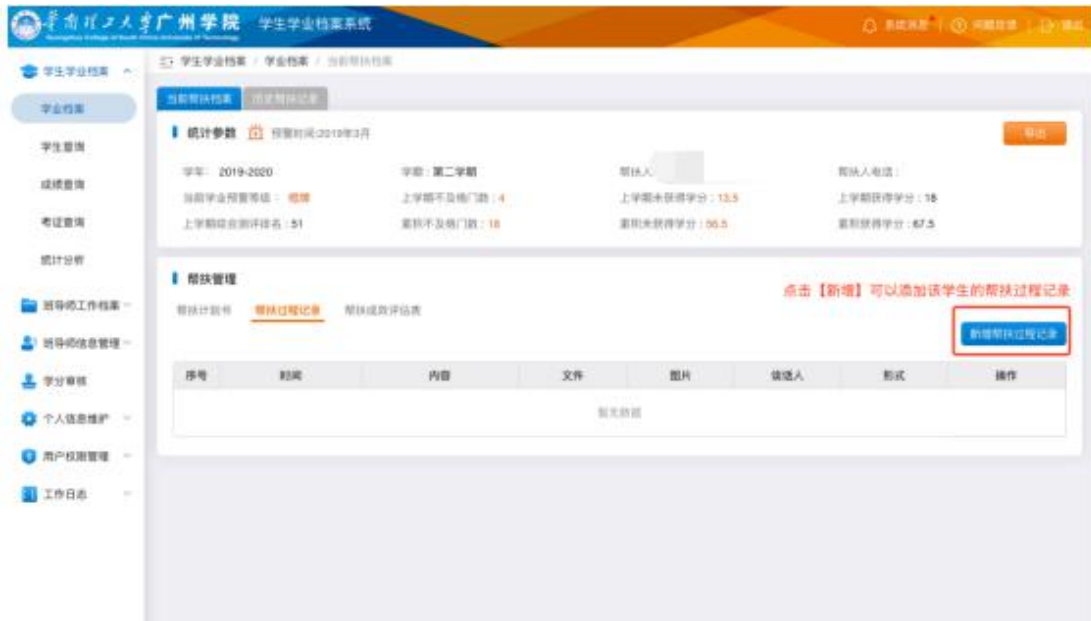 华南理工大学广州学院 学生学业档案系统
系统消息 问题反馈 退出
学生学业档案 / 学业档案 / 当前帮扶档案
学生学业档案
学业档案
学生查询
成绩查询
考证查询
统计分析
班导师工作档案
班导师信息管理
学分审核
个人信息维护
用户权限管理
工作日志
当前帮扶档案 历史帮扶记录
统计参数 预警时间:2019年3月 导出
学年: 2019-2020 学期:第二学期 帮扶人 帮扶人电话:
当前学业预警等级: 橙牌 上学期不及格门数:4 上学期未获得学分:13.5 上学期获得学分:18
上学期综合测评排名:51 累积不及格门数:16 累积未获得学分:56.5 累积获得学分:67.5
帮扶管理
点击【新增】可以添加该学生的帮扶过程记录
帮扶计划书 帮扶过程记录 帮扶成效评估表
新增帮扶过程记录
序号 时间 内容 文件 图片 谈话人 形式 操作
暂无数据